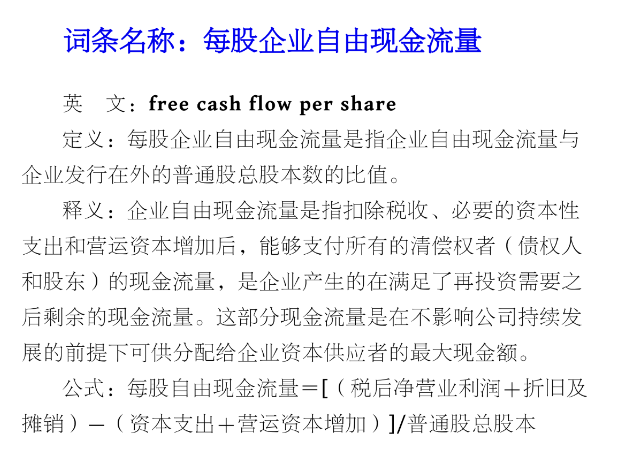 词条名称：每股企业自由现金流量
英 文：free cash flow per share
定义：每股企业自由现金流量是指企业自由现金流量与
企业发行在外的普通股总股本数的比值。
释义：企业自由现金流量是指扣除税收、必要的资本性
支出和营运资本增加后，能够支付所有的清偿权者（债权人
和股东）的现金流量，是企业产生的在满足了再投资需要之
后剩余的现金流量。这部分现金流量是在不影响公司持续发
展的前提下可供分配给企业资本供应者的最大现金额。
公式：每股自由现金流量＝[（税后净营业利润＋折旧及
摊销）－（资本支出＋营运资本增加）]/普通股总股本